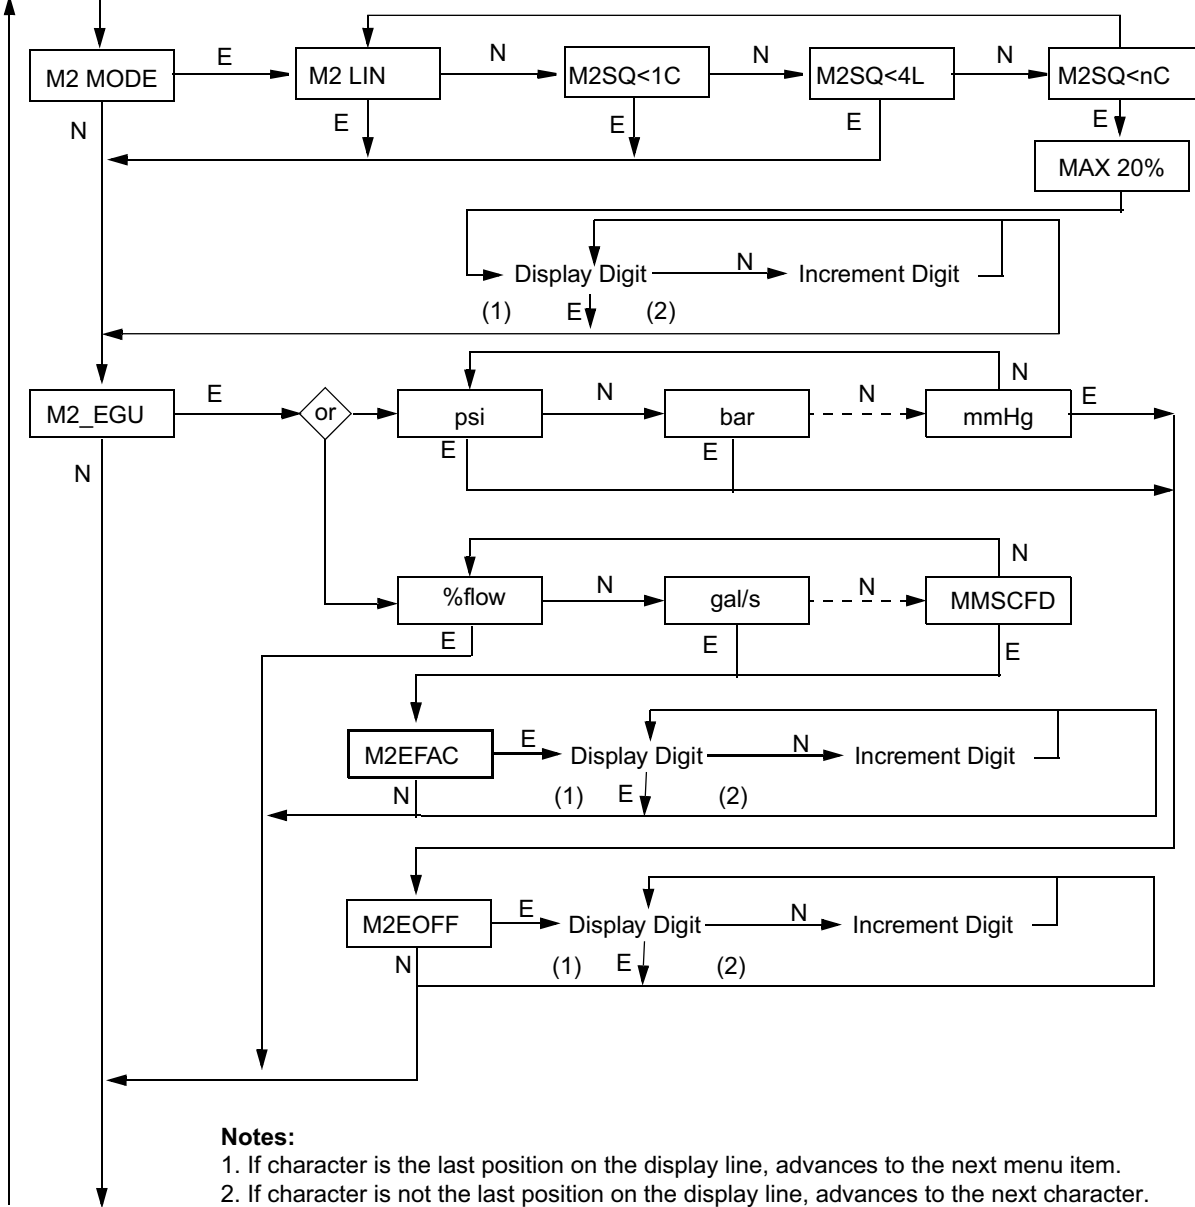 M2 MODE E M2 LIN N M2SQ<1C N M2SQ<4L N M2SQ<nC
N E E E E
MAX 20%
Display Digit N Increment Digit
(1) E (2)
M2_EGU E or psi N bar N mmHg N E
N E E
%flow N gal/s N MMSCFD N
E E E
M2EFAC E Display Digit N Increment Digit
N (1) E (2)
M2EOFF E Display Digit N Increment Digit
N (1) E (2)
Notes:
1. If character is the last position on the display line, advances to the next menu item.
2. If character is not the last position on the display line, advances to the next character.